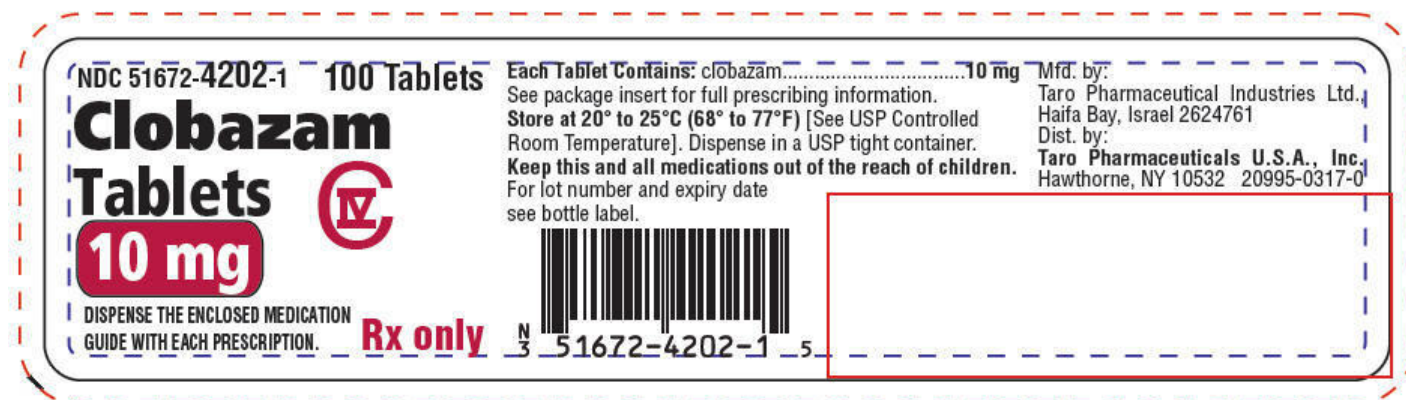 NDC 51672-4202-1 100 Tablets
Clobazam
Tablets
CIV
10 mg
DISPENSE THE ENCLOSED MEDICATION
GUIDE WITH EACH PRESCRIPTION.
Rx only
Each Tablet Contains: clobazam...................................10 mg
See package insert for full prescribing information.
Store at 20° to 25°C (68° to 77°F) [See USP Controlled
Room Temperature]. Dispense in a USP tight container.
Keep this and all medications out of the reach of children.
For lot number and expiry date
see bottle label.
N
3 51672-4202-1 5
Mfd. by:
Taro Pharmaceutical Industries Ltd.,
Haifa Bay, Israel 2624761
Dist. by:
Taro Pharmaceuticals U.S.A., Inc.
Hawthorne, NY 10532 20995-0317-0